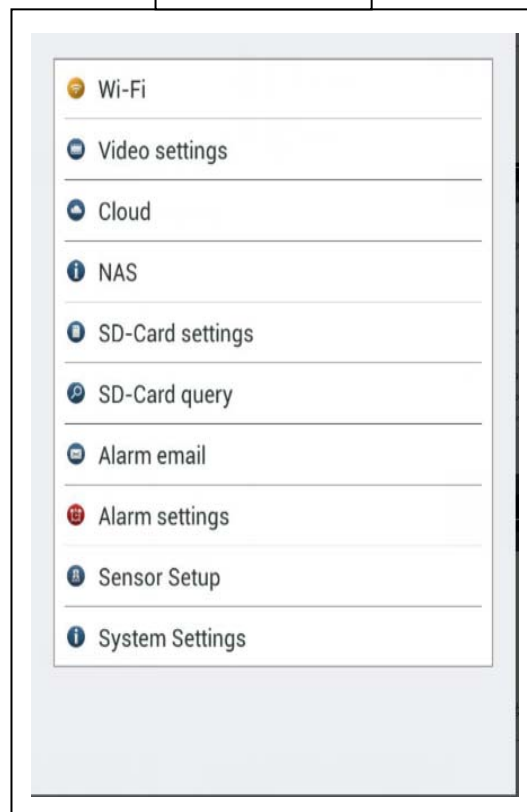 Wi-Fi
Video settings
Cloud
NAS
SD-Card settings
SD-Card query
Alarm email
Alarm settings
Sensor Setup
System Settings